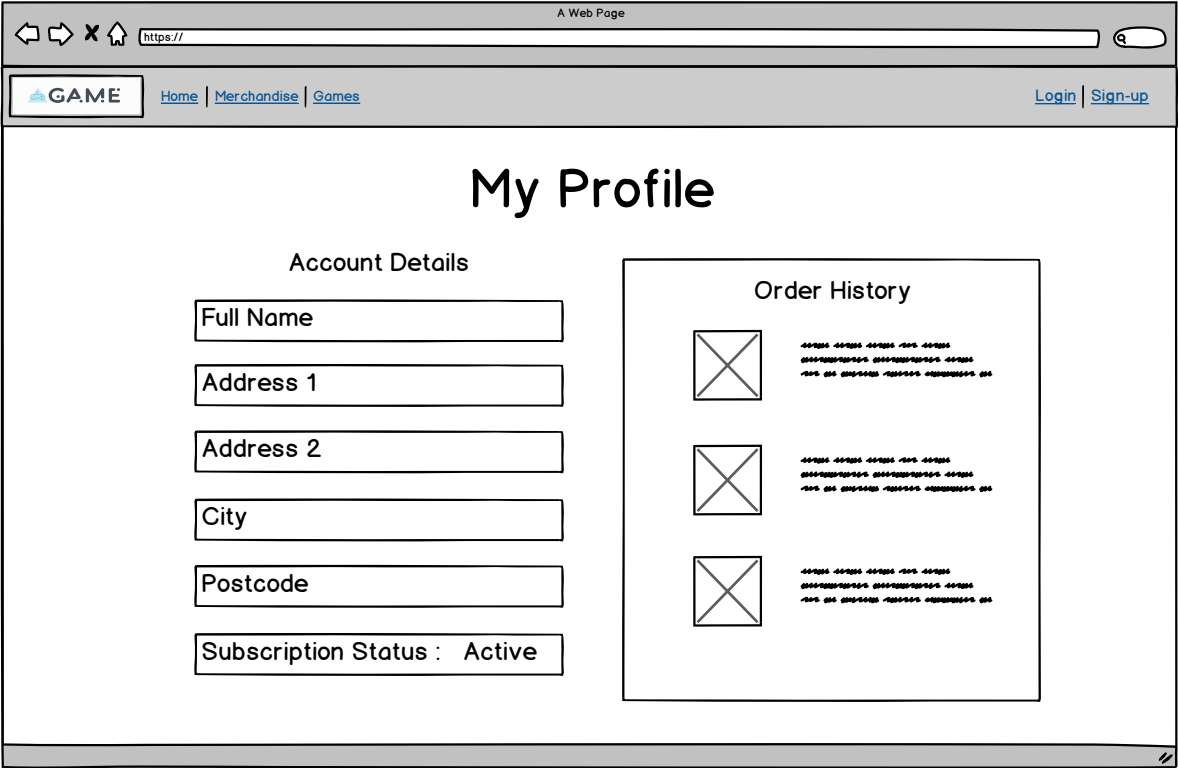 A Web Page
https://
GAME Home Merchandise Games Login Sign-up
My Profile
Account Details
Full Name
Address 1
Address 2
City
Postcode
Subscription Status : Active
Order History